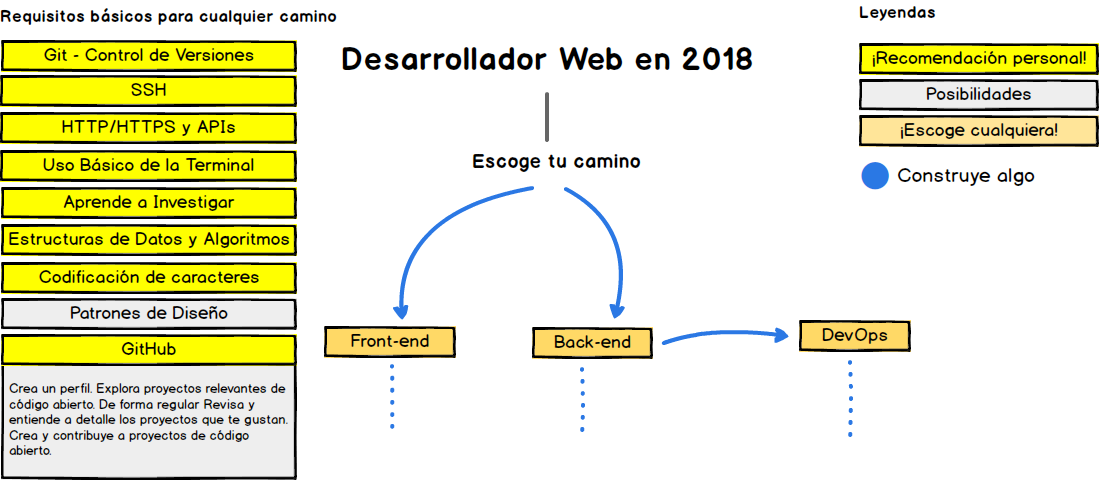 Requisitos básicos para cualquier camino
Git - Control de Versiones
SSH
HTTP/HTTPS y APIs
Uso Básico de la Terminal
Aprende a Investigar
Estructuras de Datos y Algoritmos
Codificación de caracteres
Patrones de Diseño
GitHub
Crea un perfil. Explora proyectos relevantes de
código abierto. De forma regular Revisa y
entiende a detalle los proyectos que te gustan.
Crea y contribuye a proyectos de código
abierto.
Desarrollador Web en 2018
Escoge tu camino
Front-end
Back-end
DevOps
Leyendas
¡Recomendación personal!
Posibilidades
¡Escoge cualquiera!
Construye algo